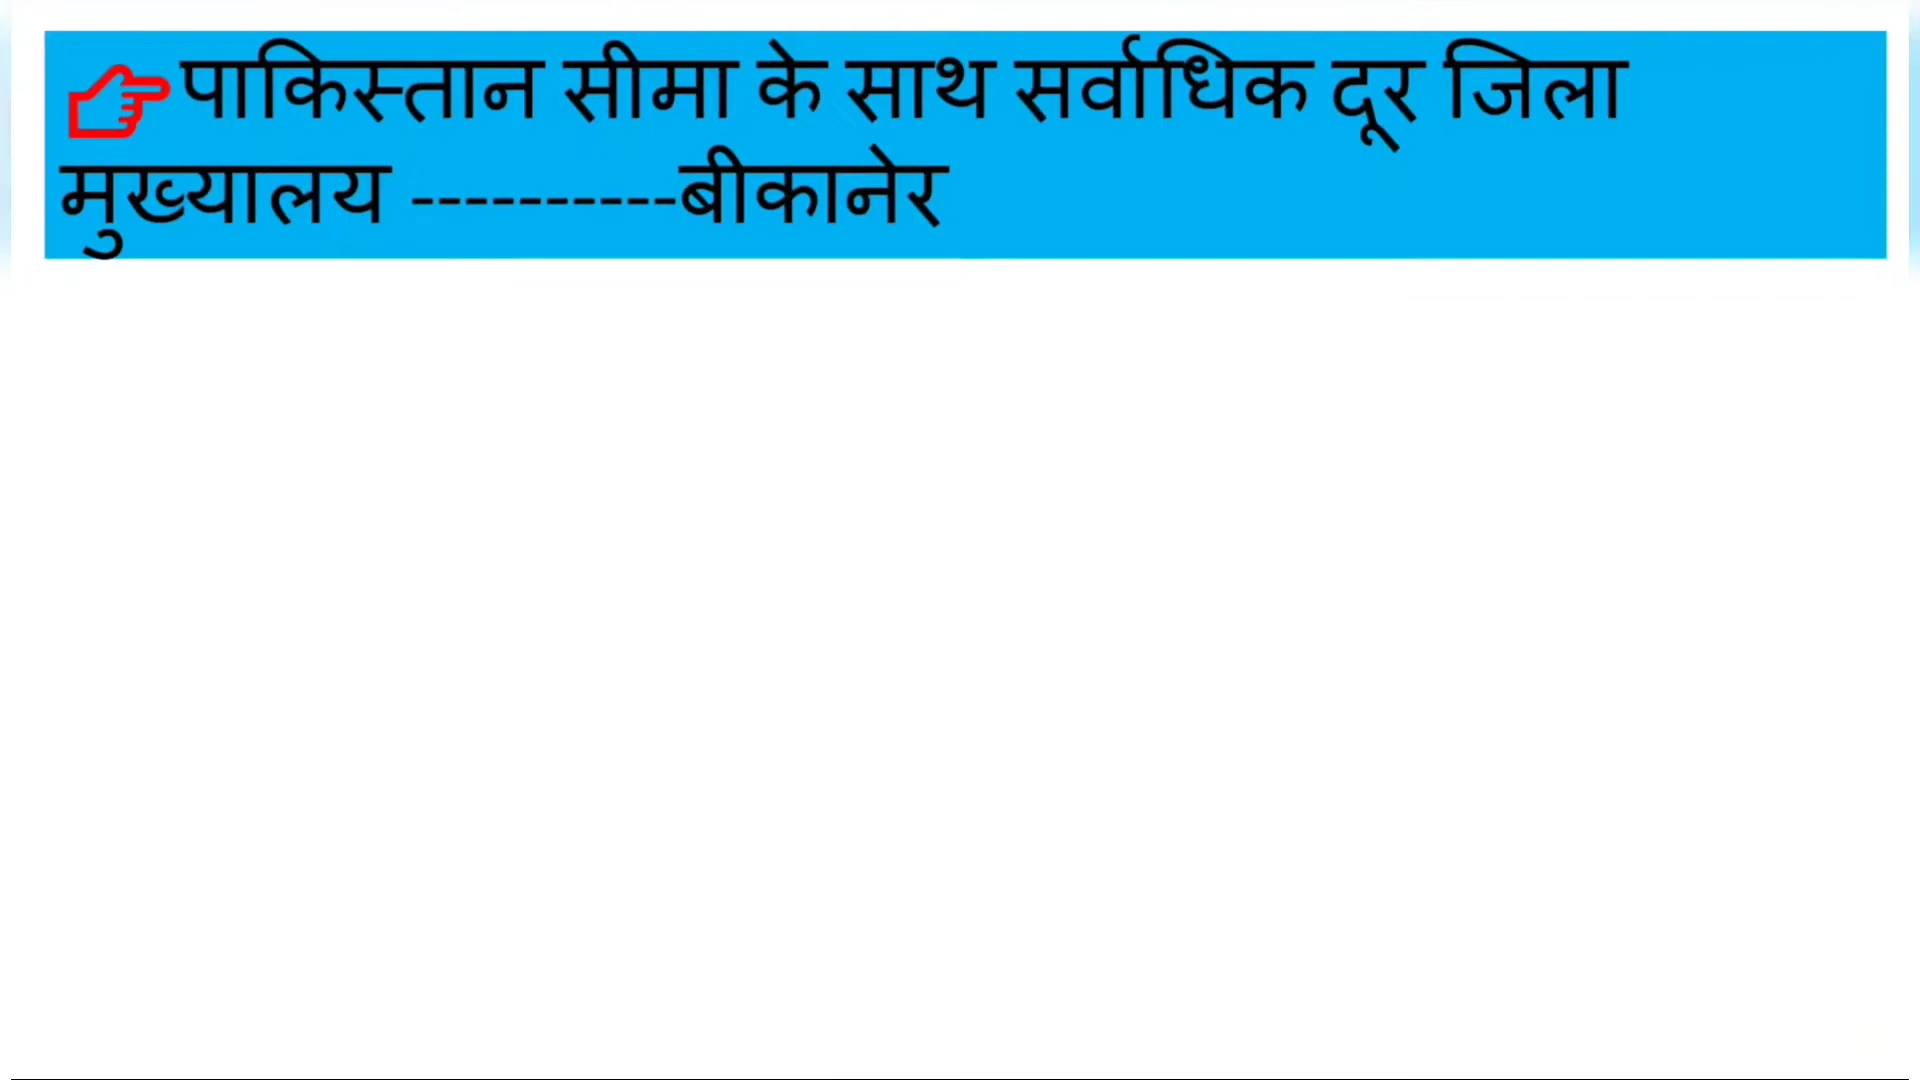 👉पाकिस्तान सीमा के साथ सर्वाधिक दूर जिला
मुख्यालय ----------बीकानेर